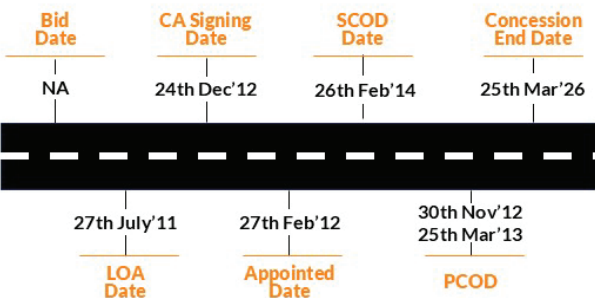 Bid
Date
NA
CA Signing
Date
24th Dec’12
SCOD
Date
26th Feb’14
Concession
End Date
25th Mar’26
27th July’11
LOA
Date
27th Feb’12
Appointed
Date
30th Nov’12
25th Mar’13
PCOD